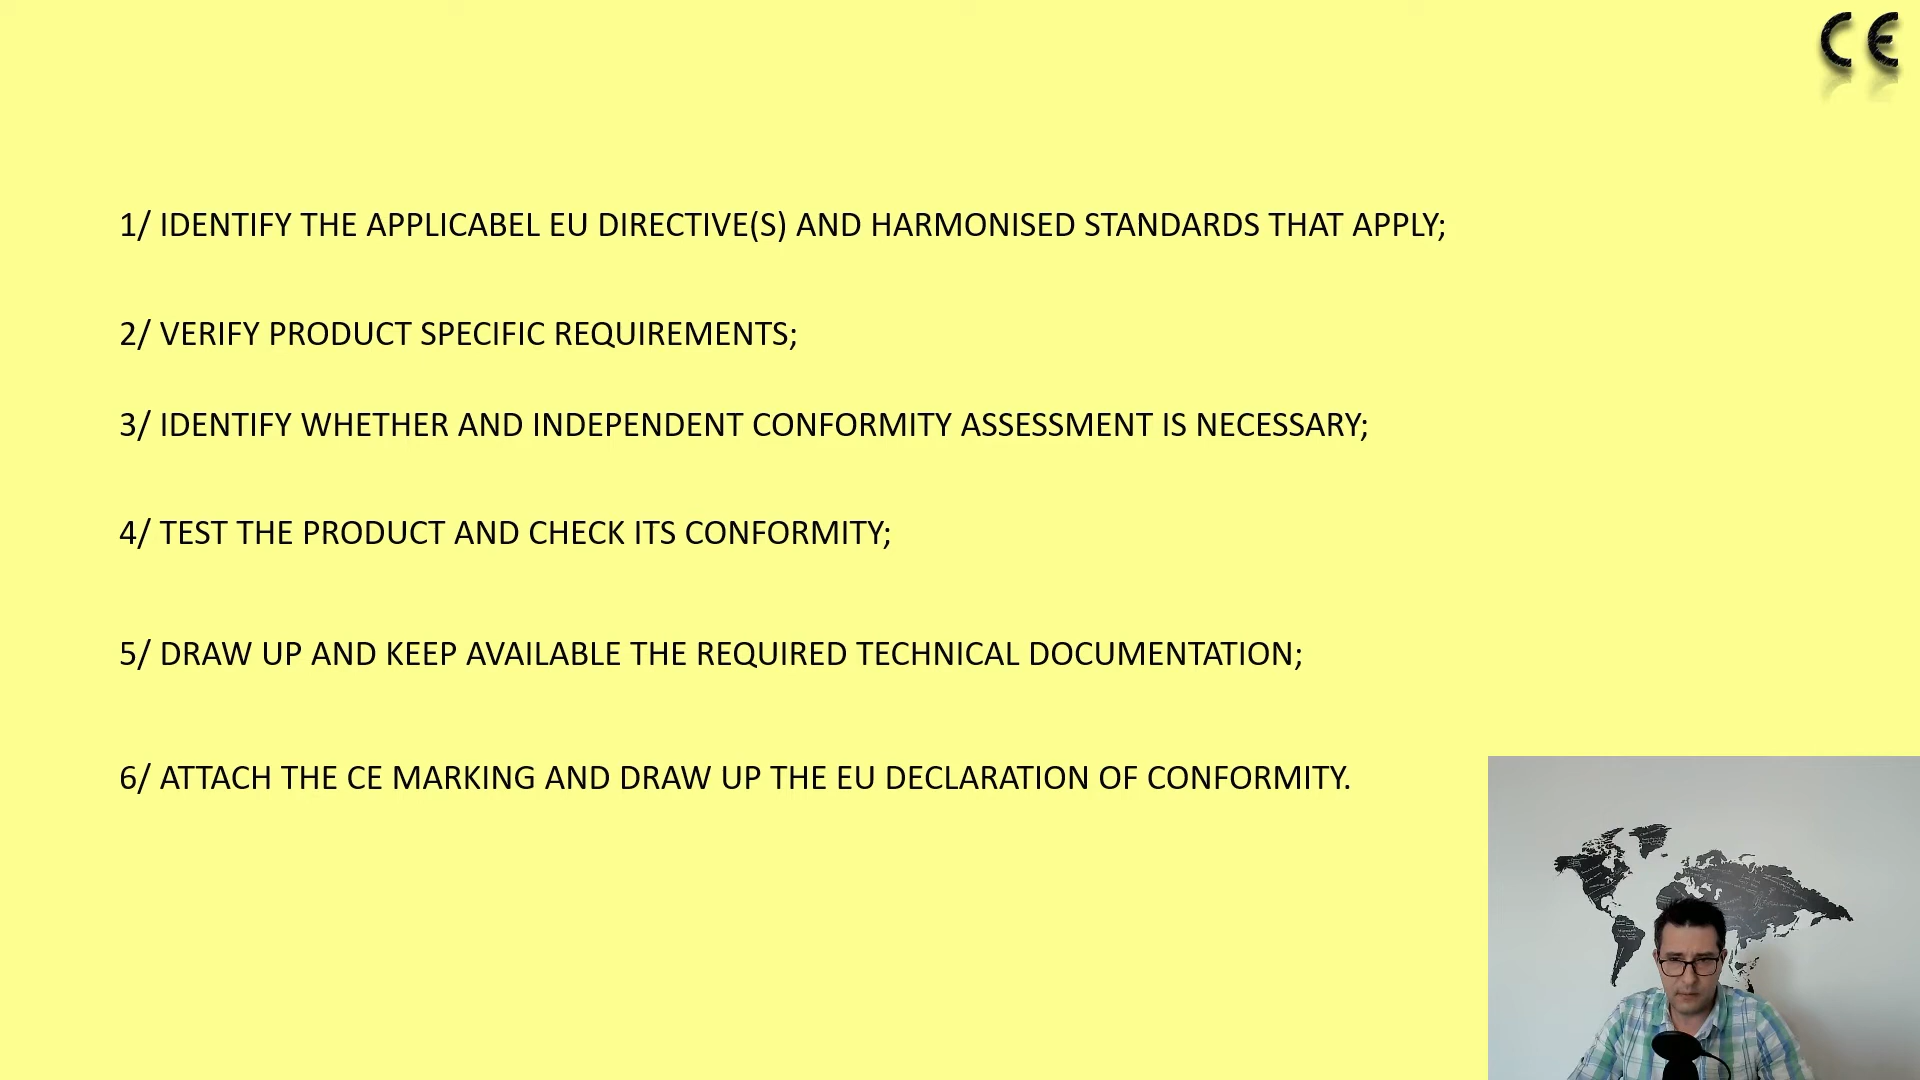 CE
1/ IDENTIFY THE APPLICABEL EU DIRECTIVE(S) AND HARMONISED STANDARDS THAT APPLY;
2/ VERIFY PRODUCT SPECIFIC REQUIREMENTS;
3/ IDENTIFY WHETHER AND INDEPENDENT CONFORMITY ASSESSMENT IS NECESSARY;
4/ TEST THE PRODUCT AND CHECK ITS CONFORMITY;
5/ DRAW UP AND KEEP AVAILABLE THE REQUIRED TECHNICAL DOCUMENTATION;
6/ ATTACH THE CE MARKING AND DRAW UP THE EU DECLARATION OF CONFORMITY.